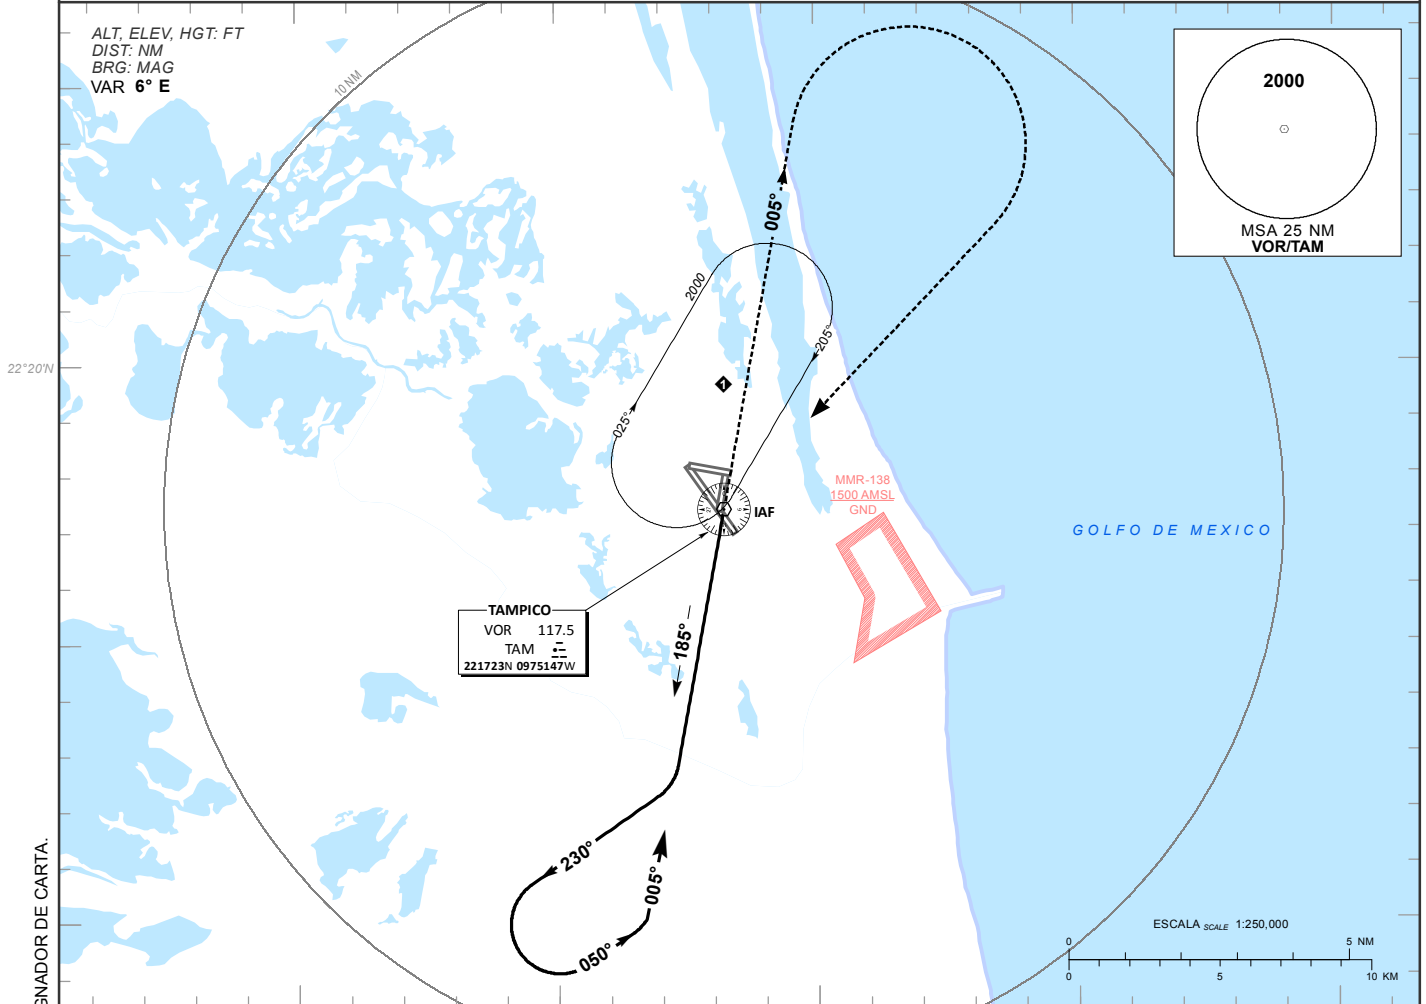 ALT, ELEV, HGT: FT
DIST: NM
BRG: MAG
VAR 6° E
10 NM
2000
MSA 25 NM
VOR/TAM
005°
2000
205°
025°
1
22°20'N
IAF
MMR-138
1500 AMSL
GND
GOLFO DE MEXICO
TAMPICO
VOR 117.5
TAM
221723N 0975147W
185°
230°
005°
050°
GNADOR DE CARTA.
ESCALA SCALE 1:250,000
0 5 NM
0 5 10 KM